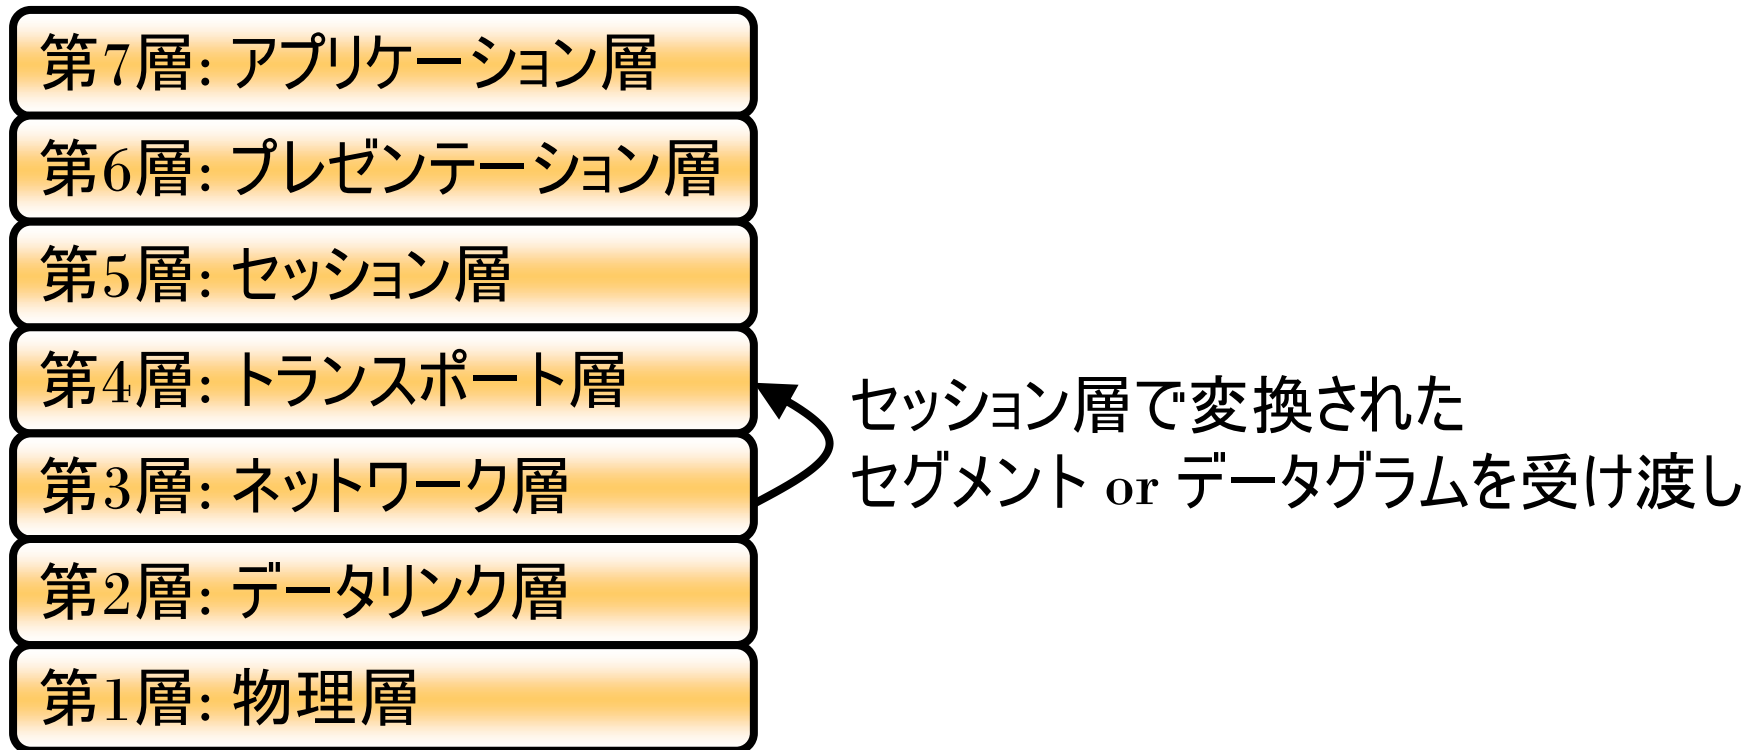 第7層: アプリケーション層
第6層: プレゼンテーション層
第5層: セッション層
第4層: トランスポート層
第3層: ネットワーク層
第2層: データリンク層
第1層: 物理層
セッション層で変換された
セグメント or データグラムを受け渡し